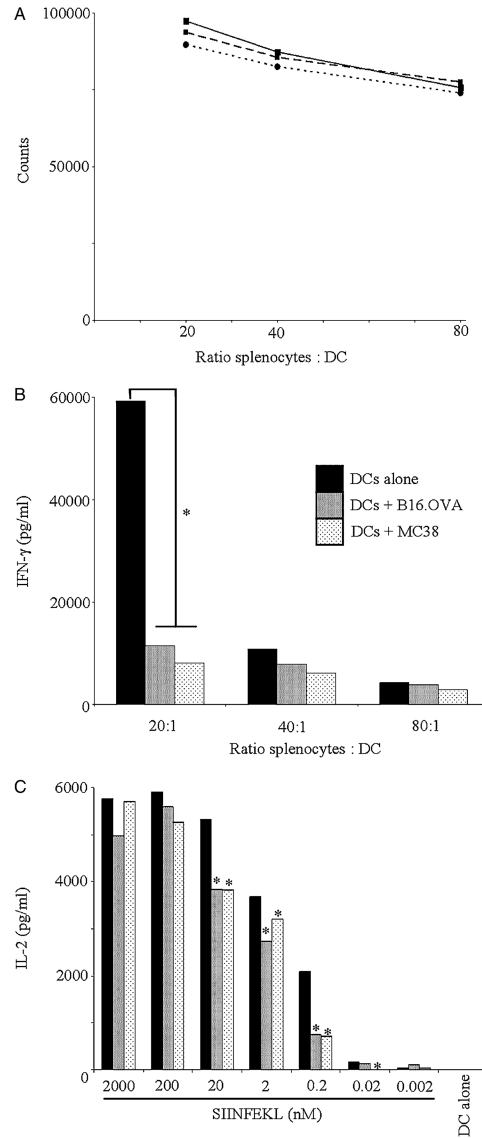 A
100000
50000
0
Counts
20 40 80
Ratio splenocytes : DC
B
60000
40000
20000
0
IFN-γ (pg/ml)
*
DCs alone
DCs + B16.OVA
DCs + MC38
20:1 40:1 80:1
Ratio splenocytes : DC
C
6000
4000
2000
0
IL-2 (pg/ml)
* *
* *
* *
*
2000 200 20 2 0.2 0.02 0.002
SIINFEKL (nM)
DC alone